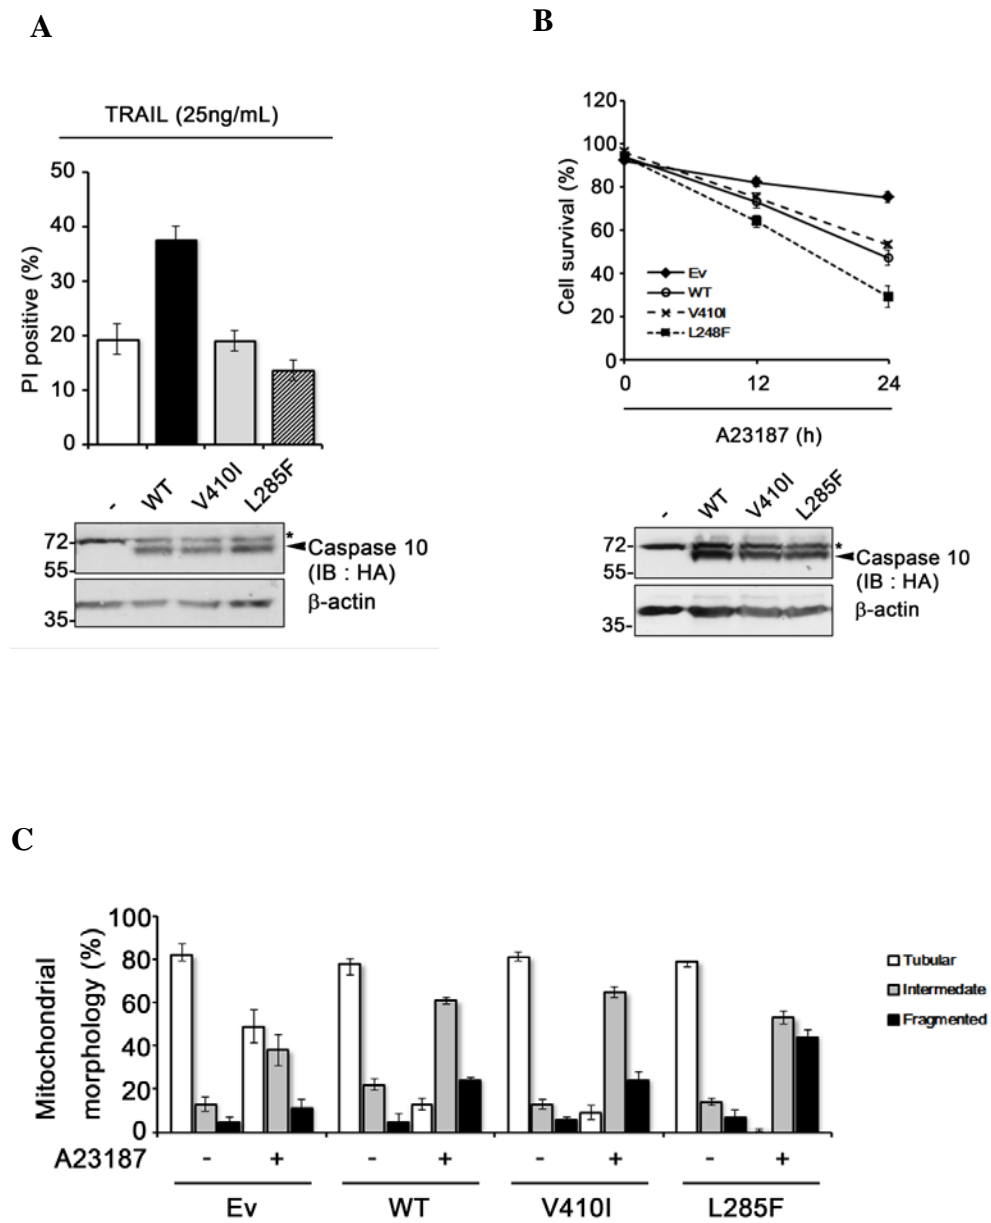 A
TRAIL (25ng/mL)
PI positive (%)
50
40
30
20
10
0
- WT V410I L285F
72-
55-
35-
*
Caspase 10
(IB : HA)
β-actin
B
Cell survival (%)
120
100
80
60
40
20
0
Ev
WT
V410I
L248F
0 12 24
A23187 (h)
- WT V410I L285F
72-
55-
35-
*
Caspase 10
(IB : HA)
β-actin
C
Mitochondrial
morphology (%)
100
80
60
40
20
0
Tubular
Intermedate
Fragmented
A23187 - + - + - + - +
Ev WT V410I L285F